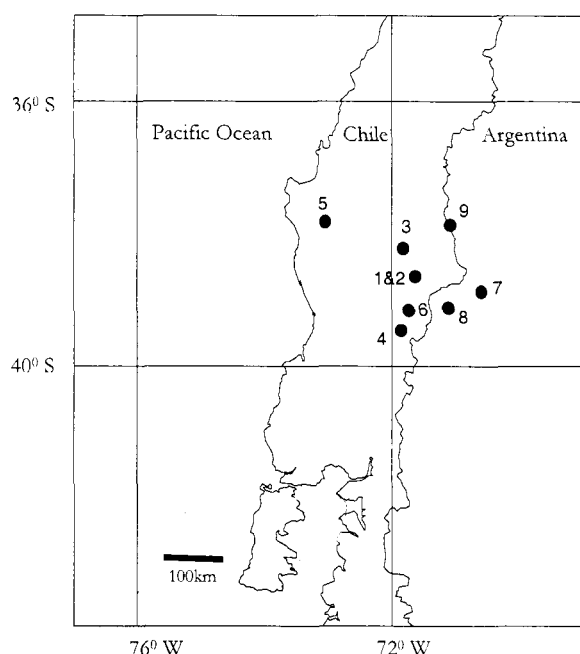 36⁰ S
Pacific Ocean
Chile
Argentina
5
9
3
1&2
7
6
8
4
40⁰ S
100km
76⁰ W
72⁰ W